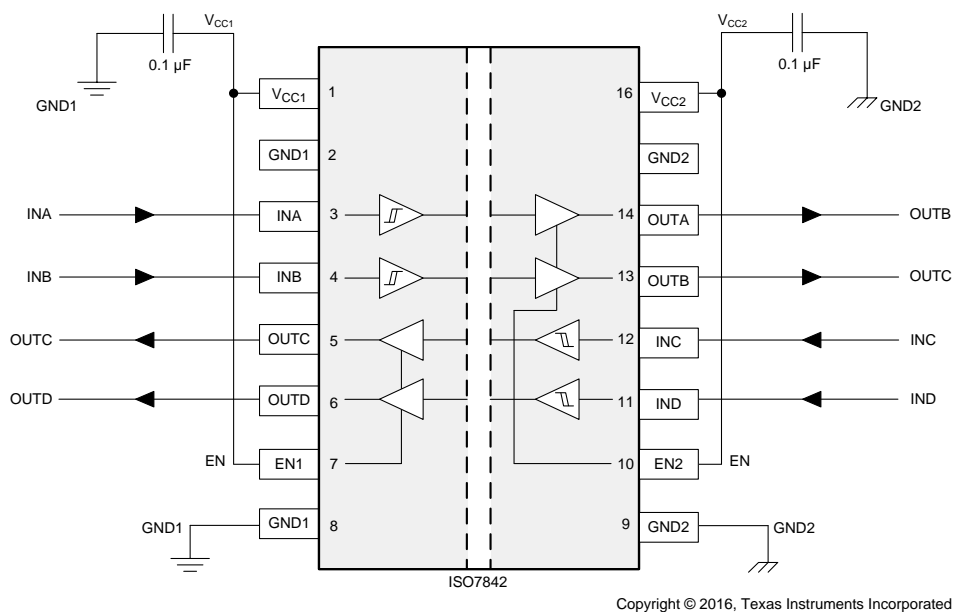 VCC1
VCC2
0.1 µF
0.1 µF
GND1
GND2
VCC1 1
16 VCC2
GND1 2
GND2
INA INA 3
14 OUTA OUTB
INB INB 4
13 OUTB OUTC
OUTC OUTC 5
12 INC INC
OUTD OUTD 6
11 IND IND
EN EN1 7
10 EN2 EN
GND1 GND1 8
9 GND2 GND2
ISO7842
Copyright © 2016, Texas Instruments Incorporated